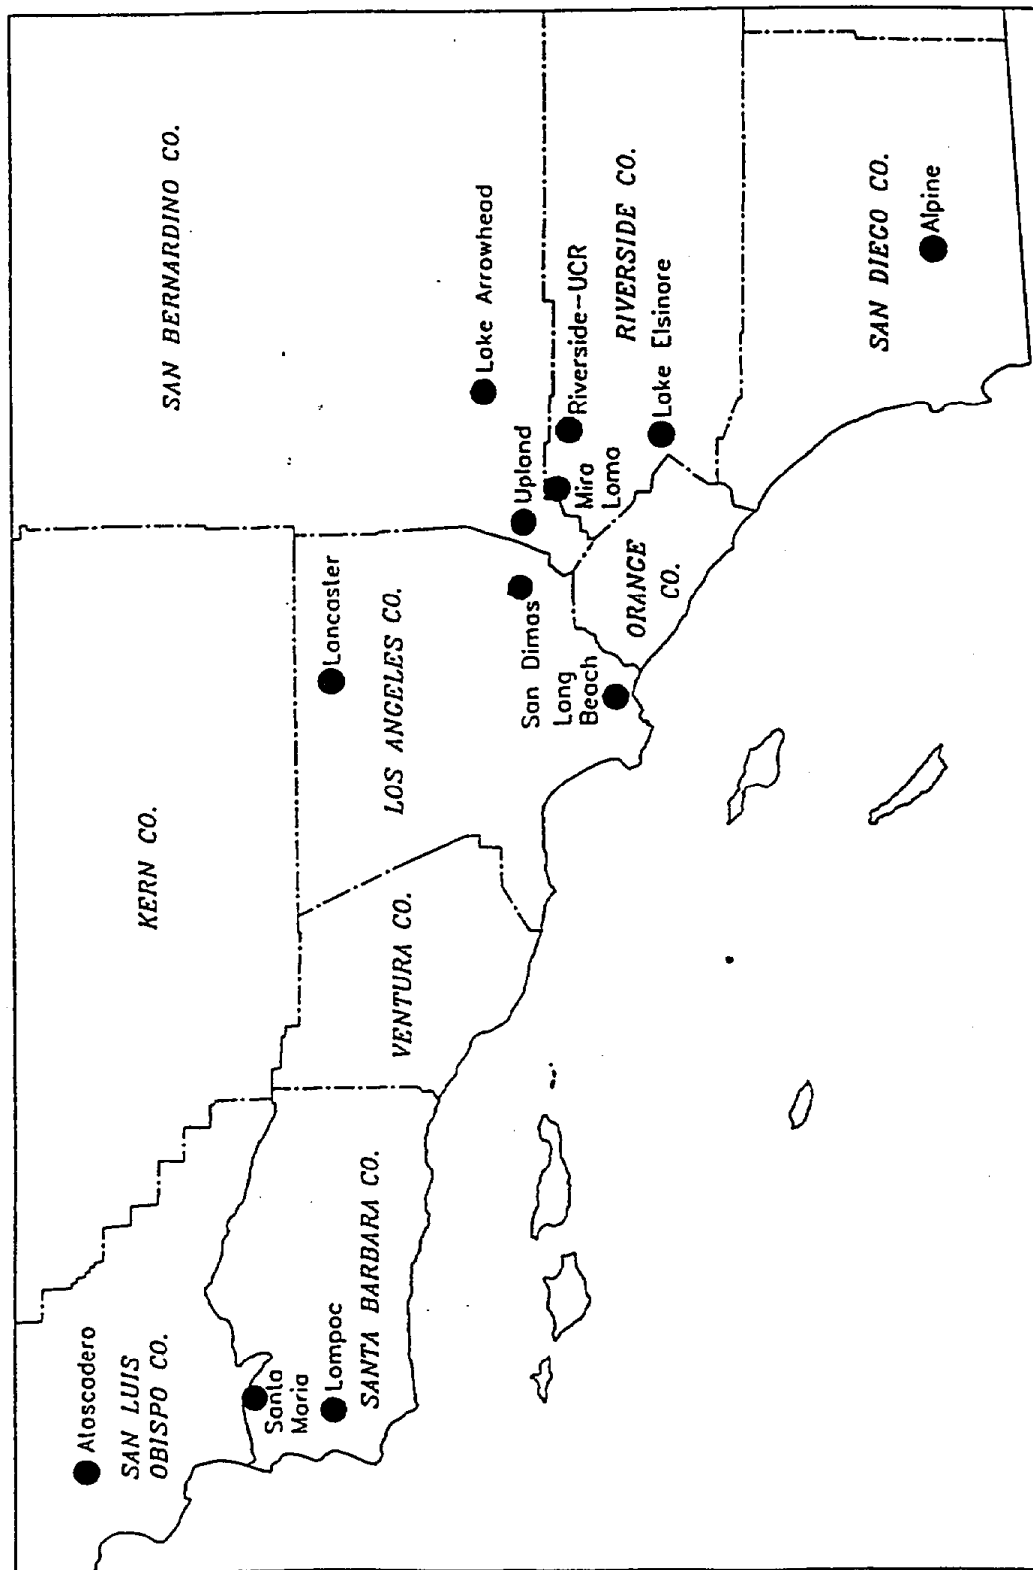 Atascadero
SAN LUIS
OBISPO CO.
Santa
Maria
Lompoc
SANTA BARBARA CO.
KERN CO.
VENTURA CO.
LOS ANGELES CO.
Lancaster
San Dimas
Long
Beach
SAN BERNARDINO CO.
Lake Arrowhead
Upland
Mira
Loma
Riverside-UCR
RIVERSIDE CO.
Lake Elsinore
ORANGE
CO.
SAN DIEGO CO.
Alpine